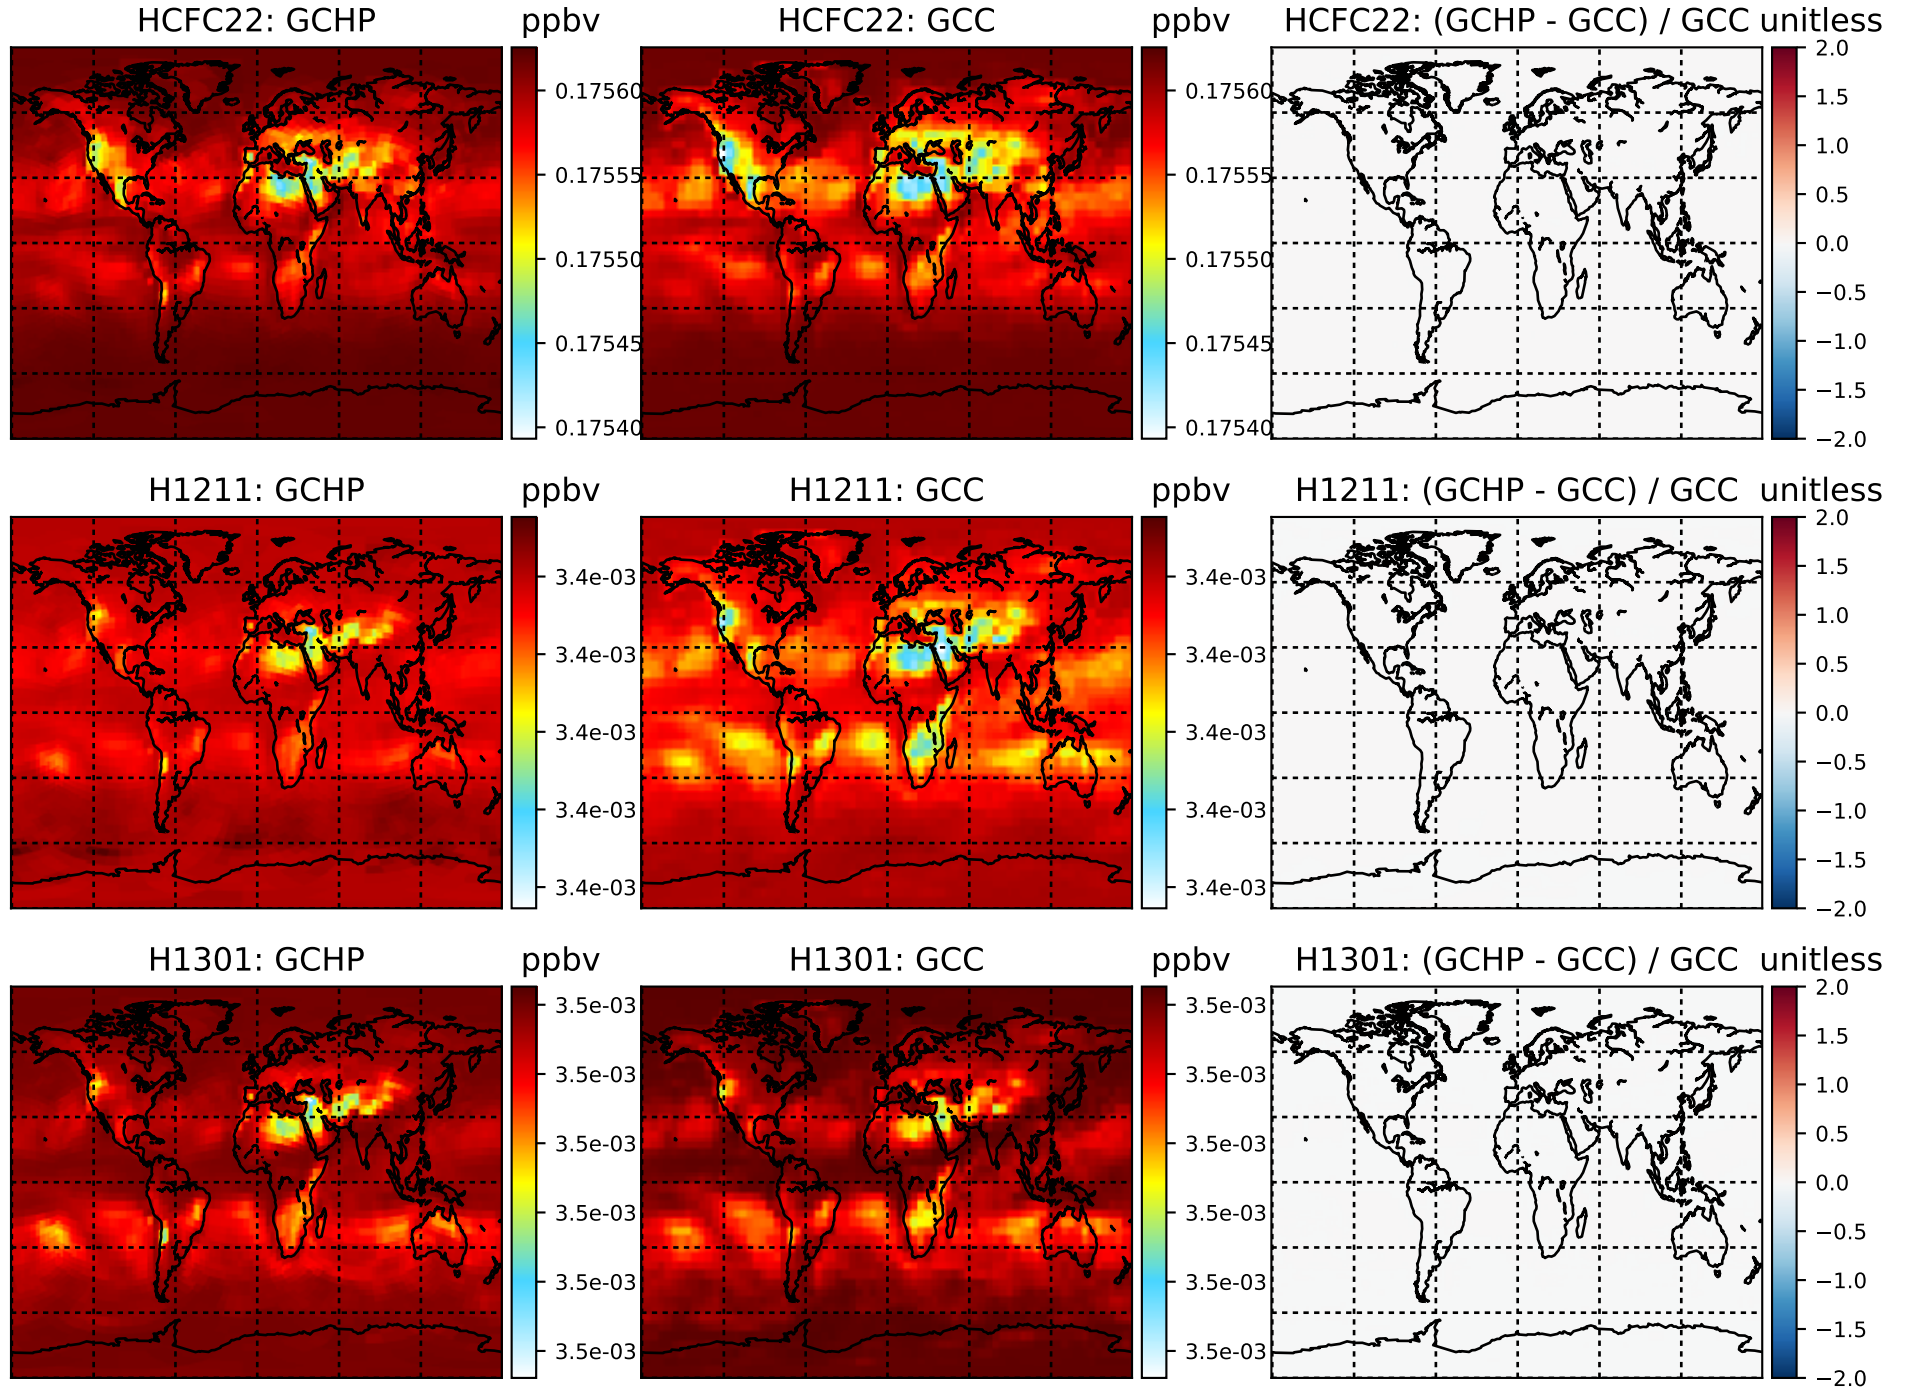 HCFC22: GCHP ppbv HCFC22: GCC ppbv HCFC22: (GCHP - GCC) / GCC unitless
0.17560 0.17560 2.0
1.5
0.17555 0.17555 1.0
0.5
0.17550 0.17550 0.0
−0.5
0.17545 0.17545 −1.0
−1.5
0.17540 0.17540 −2.0
H1211: GCHP ppbv H1211: GCC ppbv H1211: (GCHP - GCC) / GCC unitless
3.4e-03 3.4e-03 2.0
1.5
3.4e-03 3.4e-03 1.0
0.5
3.4e-03 3.4e-03 0.0
−0.5
3.4e-03 3.4e-03 −1.0
−1.5
3.4e-03 3.4e-03 −2.0
H1301: GCHP ppbv H1301: GCC ppbv H1301: (GCHP - GCC) / GCC unitless
3.5e-03 3.5e-03 2.0
1.5
3.5e-03 3.5e-03 1.0
0.5
3.5e-03 3.5e-03 0.0
3.5e-03 3.5e-03 −0.5
3.5e-03 3.5e-03 −1.0
−1.5
3.5e-03 3.5e-03 −2.0